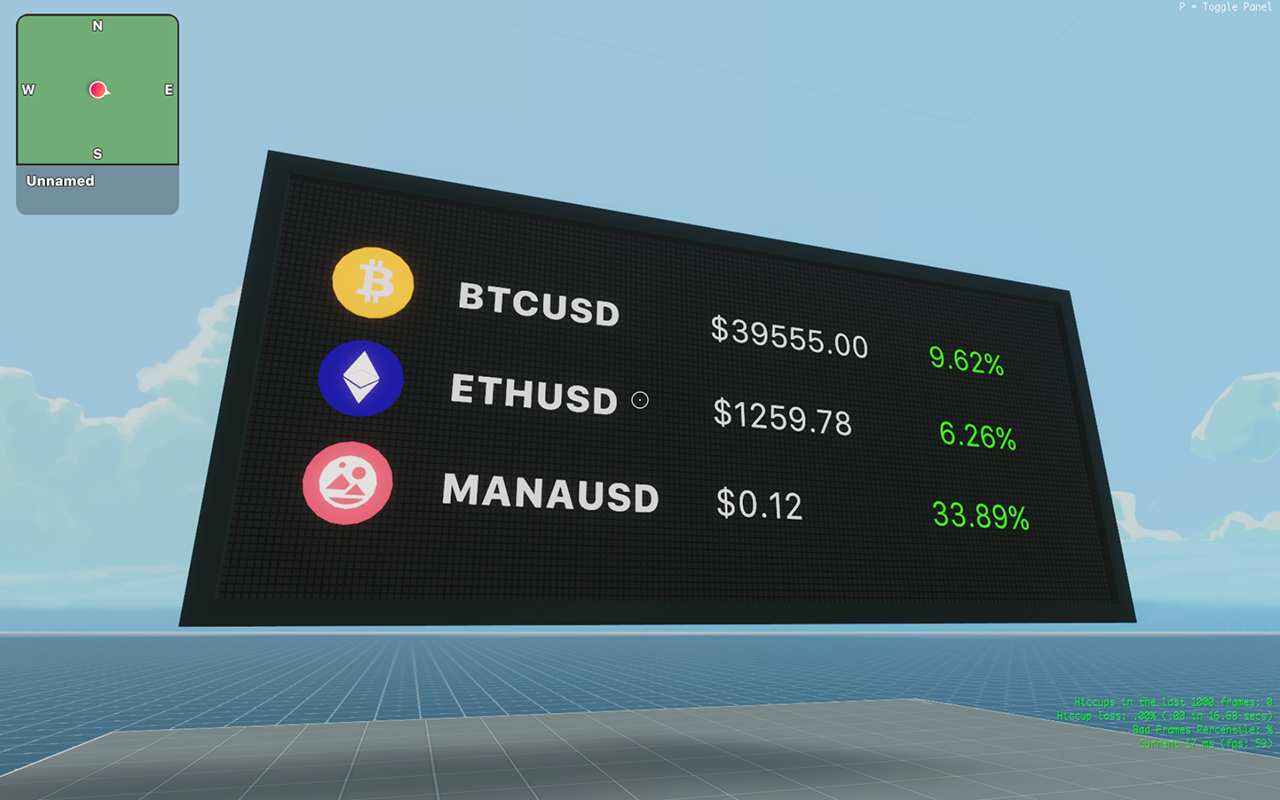 P = Toggle Panel
N
W E
S
Unnamed
BTCUSD $39555.00 9.62%
ETHUSD $1259.78 6.26%
MANAUSD $0.12 33.89%
Hiccups in the last 1000 frames: 0
Hiccup loss: .00% (.00 in 16.68 secs)
Bad Frames Percentile: %
Current 17 ms (fps: 59)